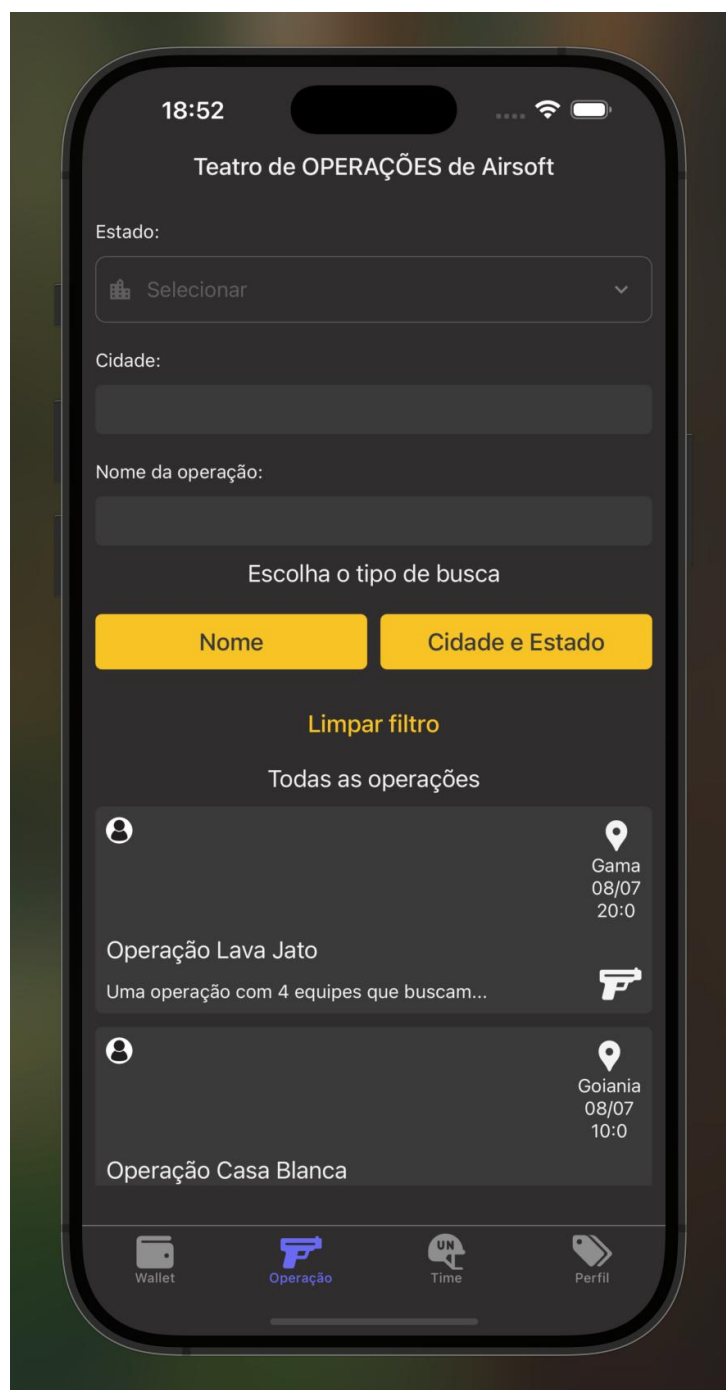 18:52
Teatro de OPERAÇÕES de Airsoft
Estado:
Selecionar
Cidade:
Nome da operação:
Escolha o tipo de busca
Nome
Cidade e Estado
Limpar filtro
Todas as operações
Gama
08/07
20:0
Operação Lava Jato
Uma operação com 4 equipes que buscam...
Goiania
08/07
10:0
Operação Casa Blanca
UN
Wallet
Operação
Time
Perfil